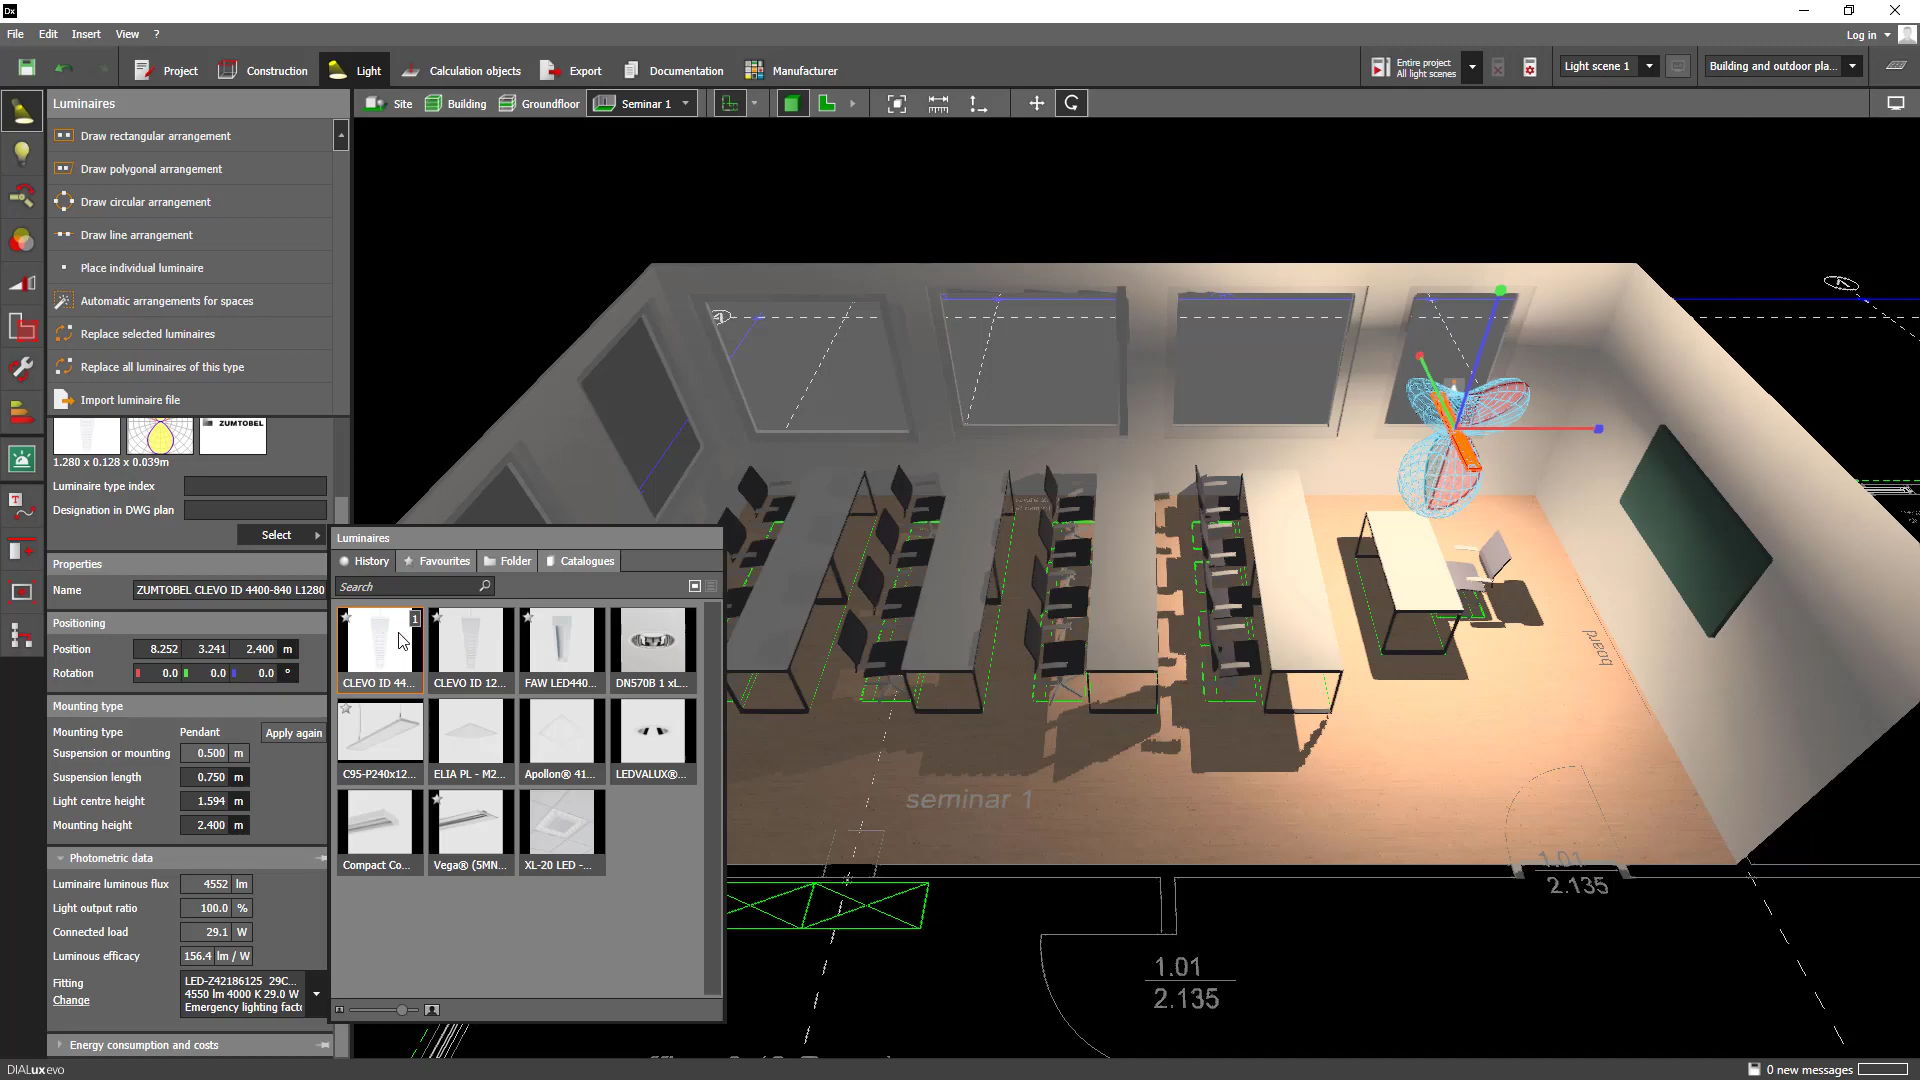 Dx
File Edit Insert View ?
Log in
Project Construction Light Calculation objects Export Documentation Manufacturer
Entire project
All light scenes
Light scene 1
Building and outdoor pla...
Luminaires
Site Building Groundfloor Seminar 1
Draw rectangular arrangement
Draw polygonal arrangement
Draw circular arrangement
Draw line arrangement
Place individual luminaire
Automatic arrangements for spaces
Replace selected luminaires
Replace all luminaires of this type
Import luminaire file
ZUMTOBEL
1.280 x 0.128 x 0.039m
Luminaire type index
Designation in DWG plan
Select
Properties
Name ZUMTOBEL CLEVO ID 4400-840 L1280
Positioning
Position 8.252 3.241 2.400 m
Rotation 0.0 0.0 0.0 °
Mounting type
Mounting type Pendant Apply again
Suspension or mounting 0.500 m
Suspension length 0.750 m
Light centre height 1.594 m
Mounting height 2.400 m
Photometric data
Luminaire luminous flux 4552 lm
Light output ratio 100.0 %
Connected load 29.1 W
Luminous efficacy 156.4 lm / W
Fitting
Change
LED-Z42186125 29C...
4550 lm 4000 K 29.0 W
Emergency lighting factc
Energy consumption and costs
Luminaires
History Favourites Folder Catalogues
Search
1
CLEVO ID 44... CLEVO ID 12... FAW LED440... DN570B 1 xL...
C95-P240x12... ELIA PL - M2... Apollon® 41... LEDVALUX®...
Compact Co... Vega® (5MN... XL-20 LED -...
board
seminar 1
1.01
2.135
1.01
2.135
DIALux evo
0 new messages